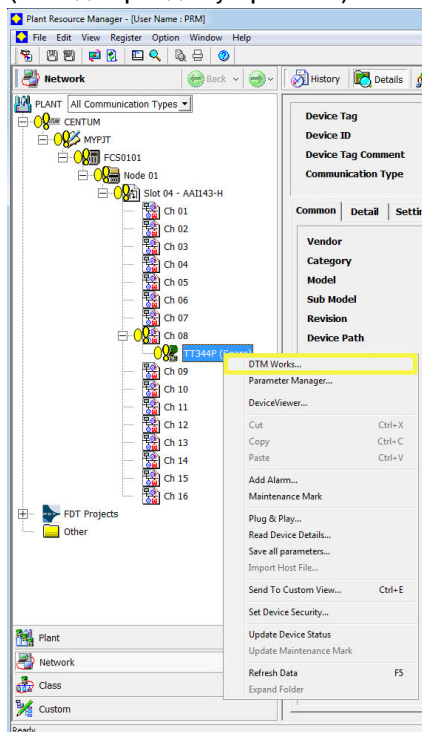 Plant Resource Manager - [User Name : PRM]
File Edit View Register Option Window Help
Network Back History Details
PLANT All Communication Types
CENTUM
MYPJT
FCS0101
Node 01
Slot 04 - AAI143-H
Ch 01
Ch 02
Ch 03
Ch 04
Ch 05
Ch 06
Ch 07
Ch 08
TT344P
Ch 09
Ch 10
Ch 11
Ch 12
Ch 13
Ch 14
Ch 15
Ch 16
FDT Projects
Other
Device Tag
Device ID
Device Tag Comment
Communication Type
Common Detail Setti
Vendor
Category
Model
Sub Model
Revision
Device Path
DTM Works...
Parameter Manager...
DeviceViewer...
Cut Ctrl+X
Copy Ctrl+C
Paste Ctrl+V
Add Alarm...
Maintenance Mark
Plug & Play...
Read Device Details...
Save all parameters...
Import Host File...
Send To Custom View... Ctrl+E
Set Device Security...
Update Device Status
Update Maintenance Mark
Refresh Data F5
Expand Folder
Plant
Network
Class
Custom
Ready